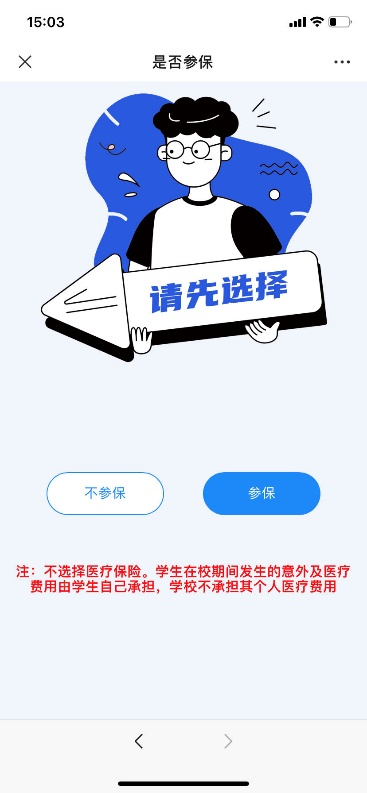 15:03
是否参保
请先选择
不参保
参保
注：不选择医疗保险。学生在校期间发生的意外及医疗
费用由学生自己承担，学校不承担其个人医疗费用